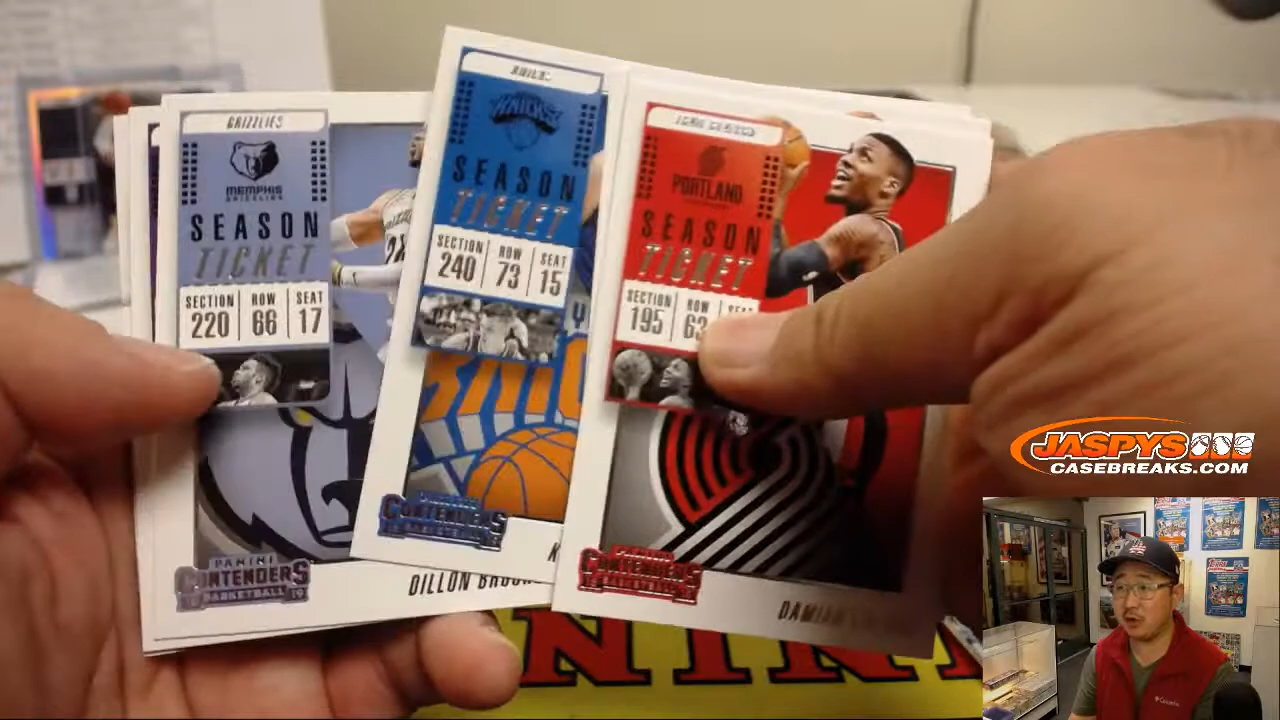 GRIZZLIES
MEMPHIS
GRIZZLIES
SEASON
TICKET
SECTION ROW SEAT
220 66 17
PANINI
CONTENDERS
BASKETBALL
DILLON
KNICKS
SEASON
TICKET
SECTION ROW SEAT
240 73 15
CONTENDERS
BASKETBALL
K
PORTLAND
SEASON
TICKET
SECTION ROW
195 63
CONTENDERS
BASKETBALL
DAMIAN
PANINI
JASPYS
CASEBREAKS.COM
Columbia